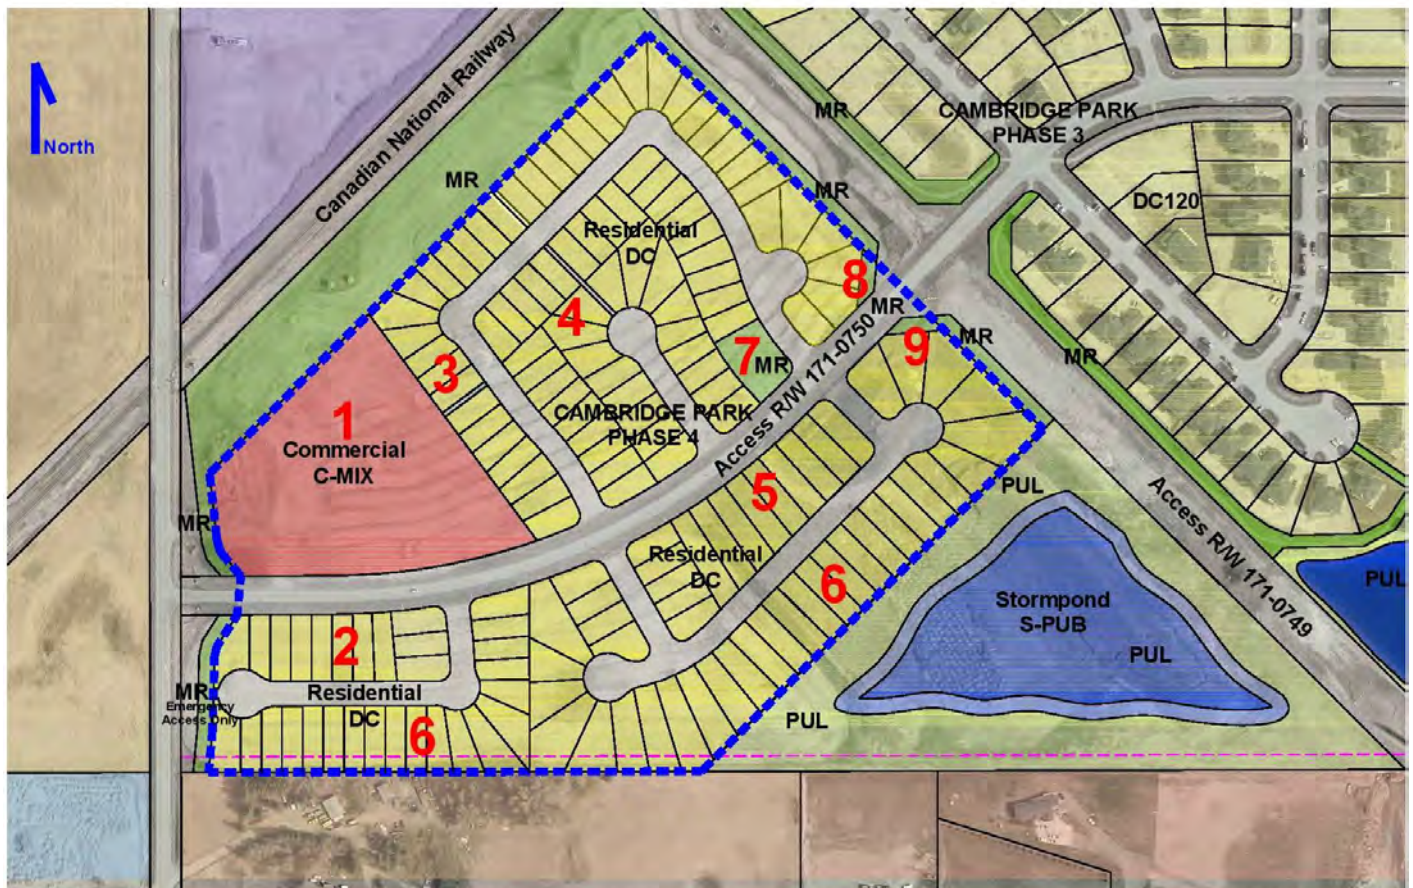 North
Canadian National Railway
MR
CAMBRIDGE PARK
PHASE 3
MR
MR
DC120
Residential
DC
8
MR
4
9
MR
7
MR
MR
3
1
Commercial
C-MIX
CAMBRIDGE PARK
PHASE 4
Access R/W 171-0750
5
PUL
MR
Access R/W 171-0749
Residential
DC
6
PUL
Stormpond
S-PUB
PUL
2
MR
Emergency
Access Only
Residential
DC
6
PUL